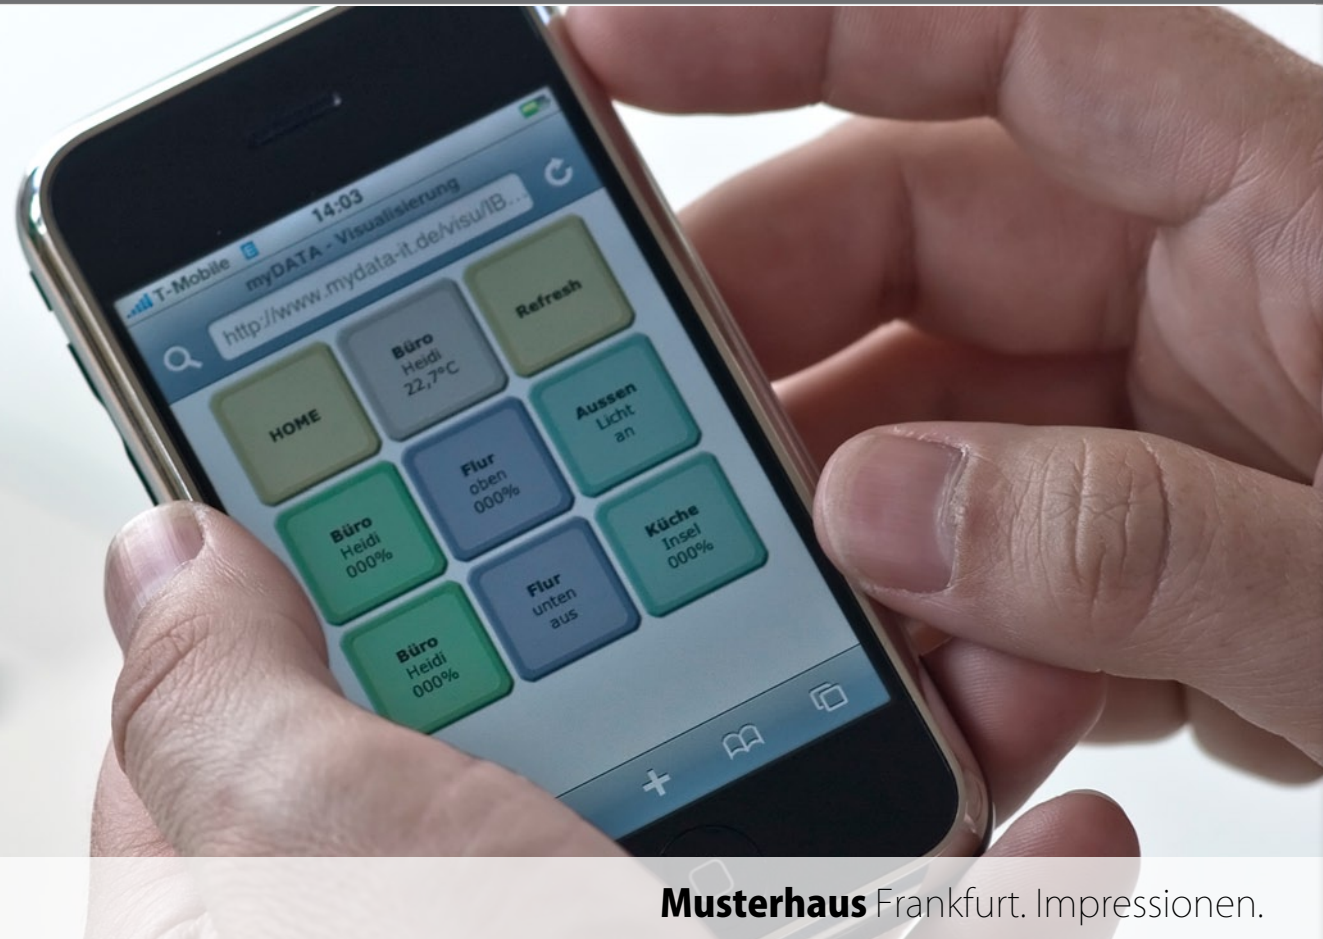 T-Mobile E 14:03
myDATA - Visualisierung
http://www.mydata-it.de/visu/IB...
HOME
Büro
Heidi
22,7°C
Refresh
Büro
Heidi
000%
Flur
oben
000%
Aussen
Licht
an
Büro
Heidi
000%
Flur
unten
aus
Küche
Insel
000%
Musterhaus Frankfurt. Impressionen.